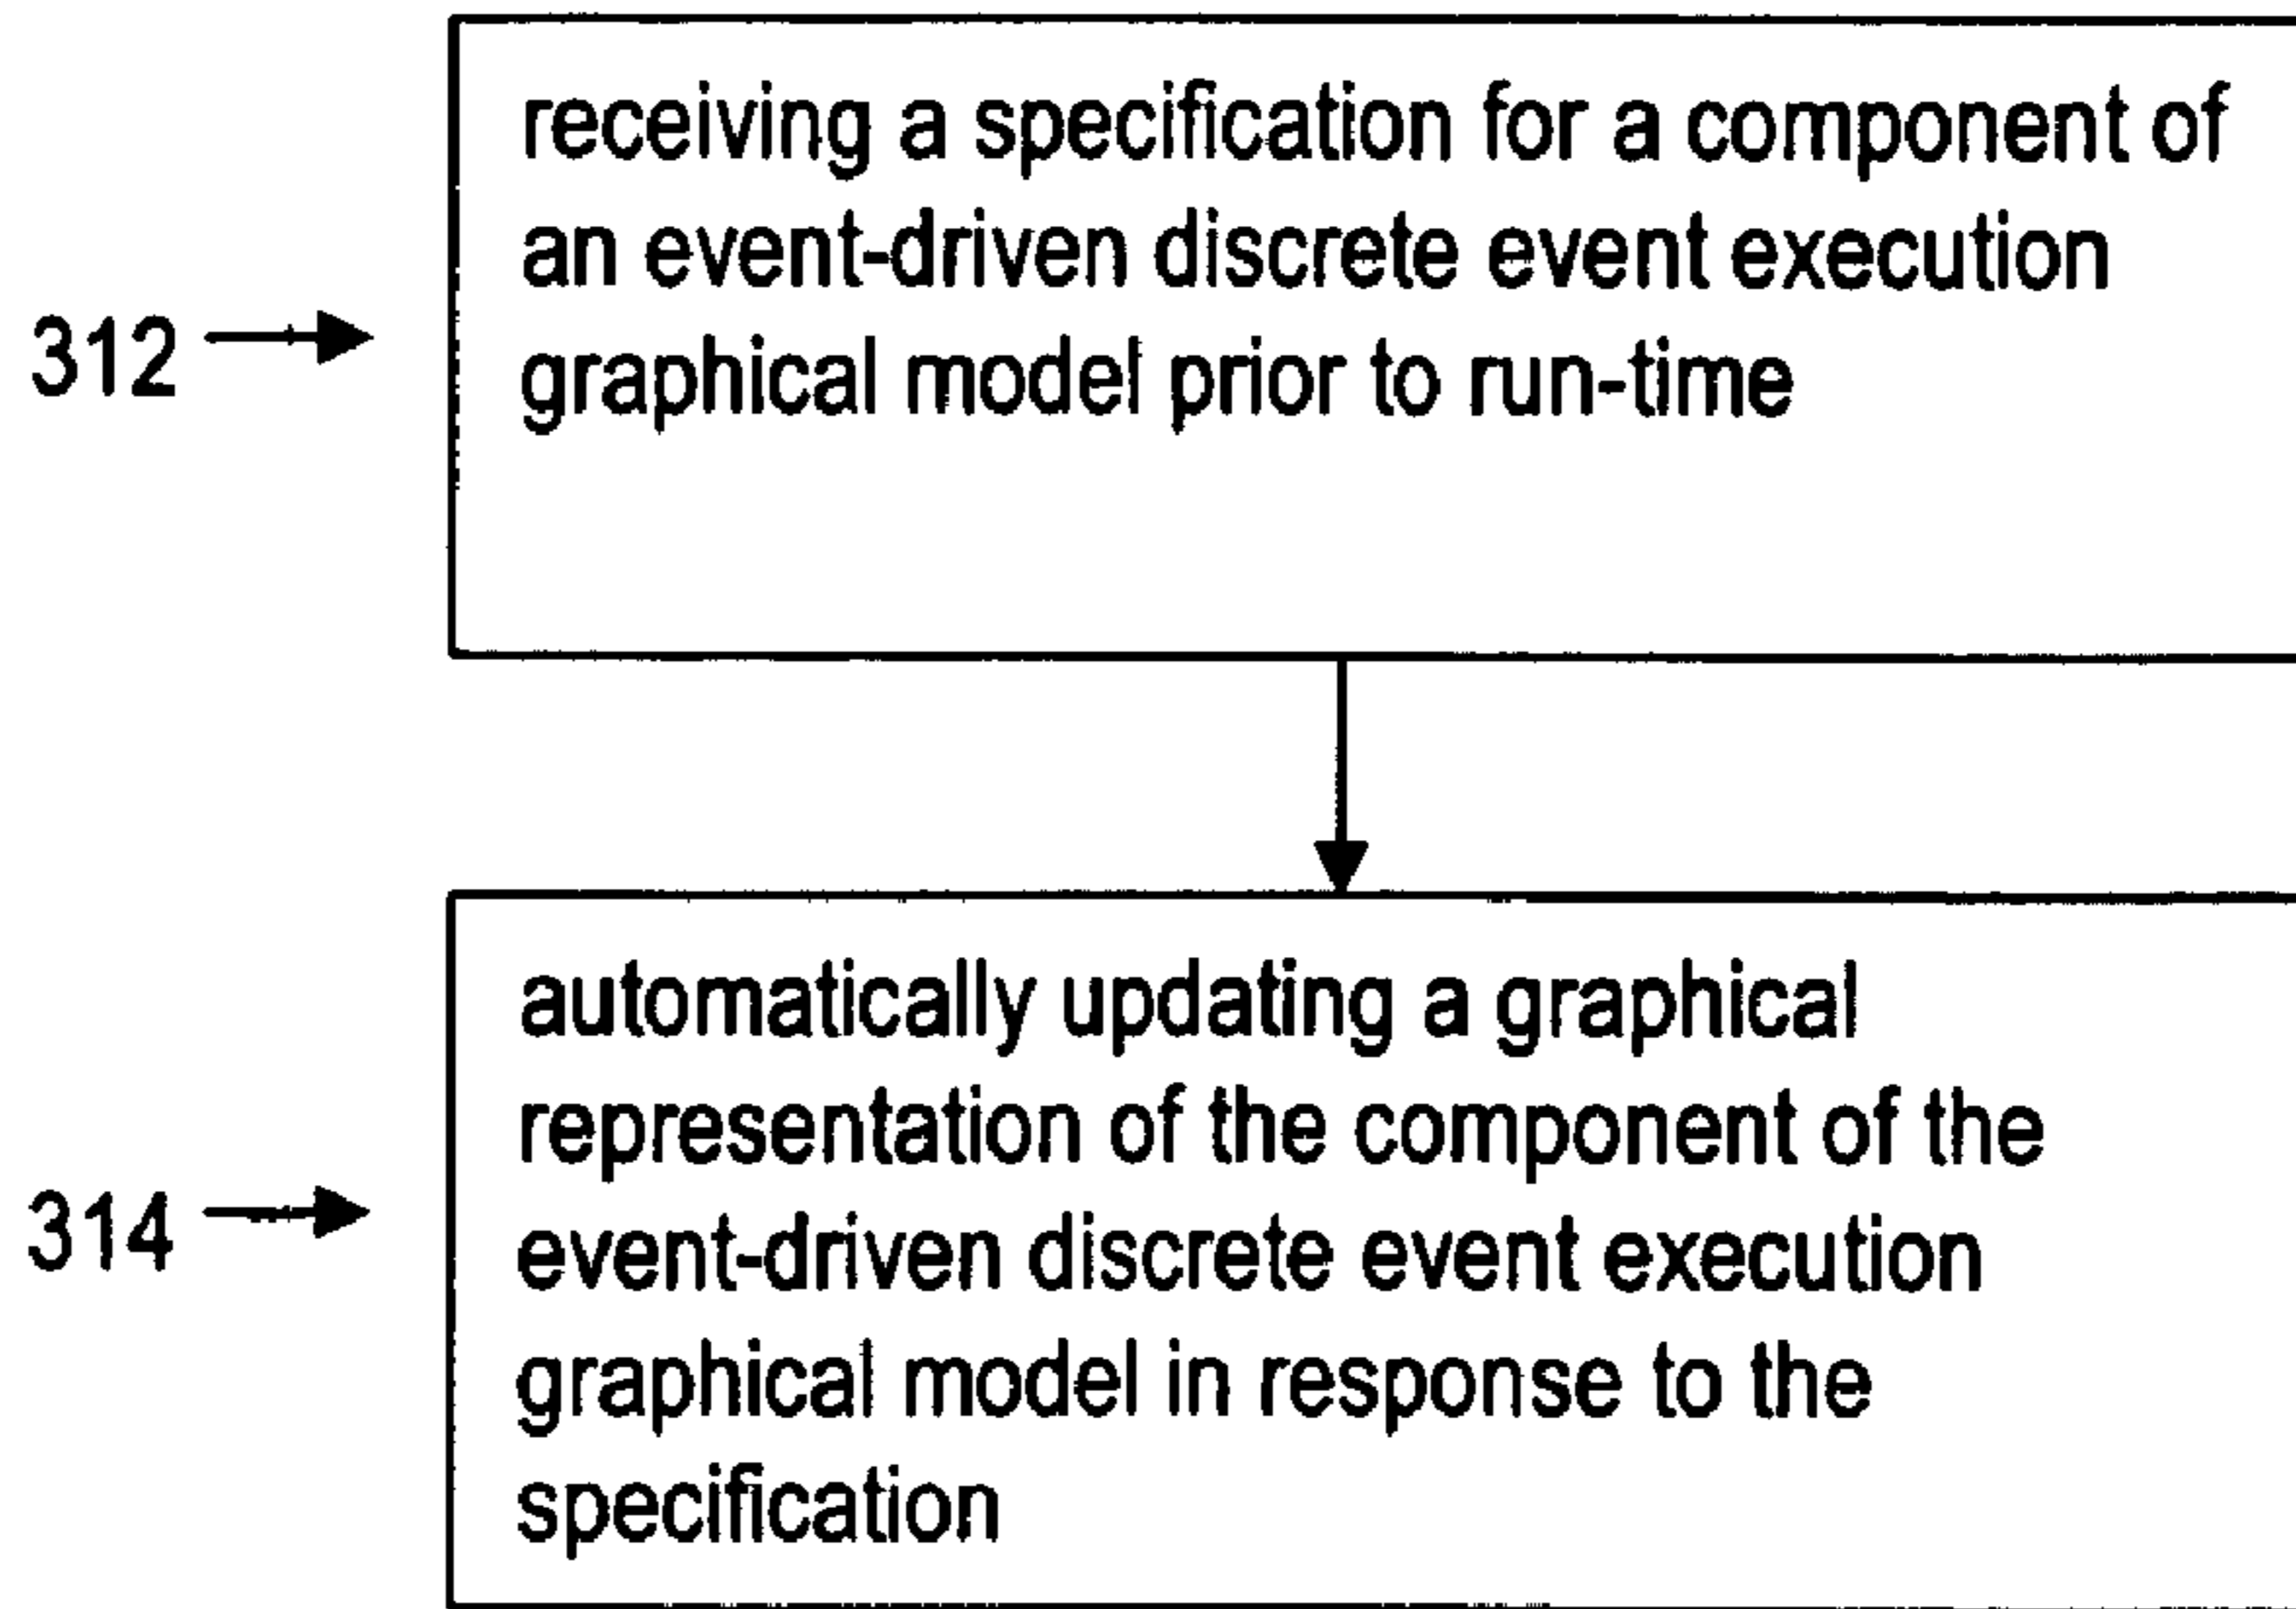 receiving a specification for a component of
an event-driven discrete event execution
312
graphical model prior to run-time
automatically updating a graphical
representation of the component of the
314
event-driven discrete event execution
graphical model in response to the
specification